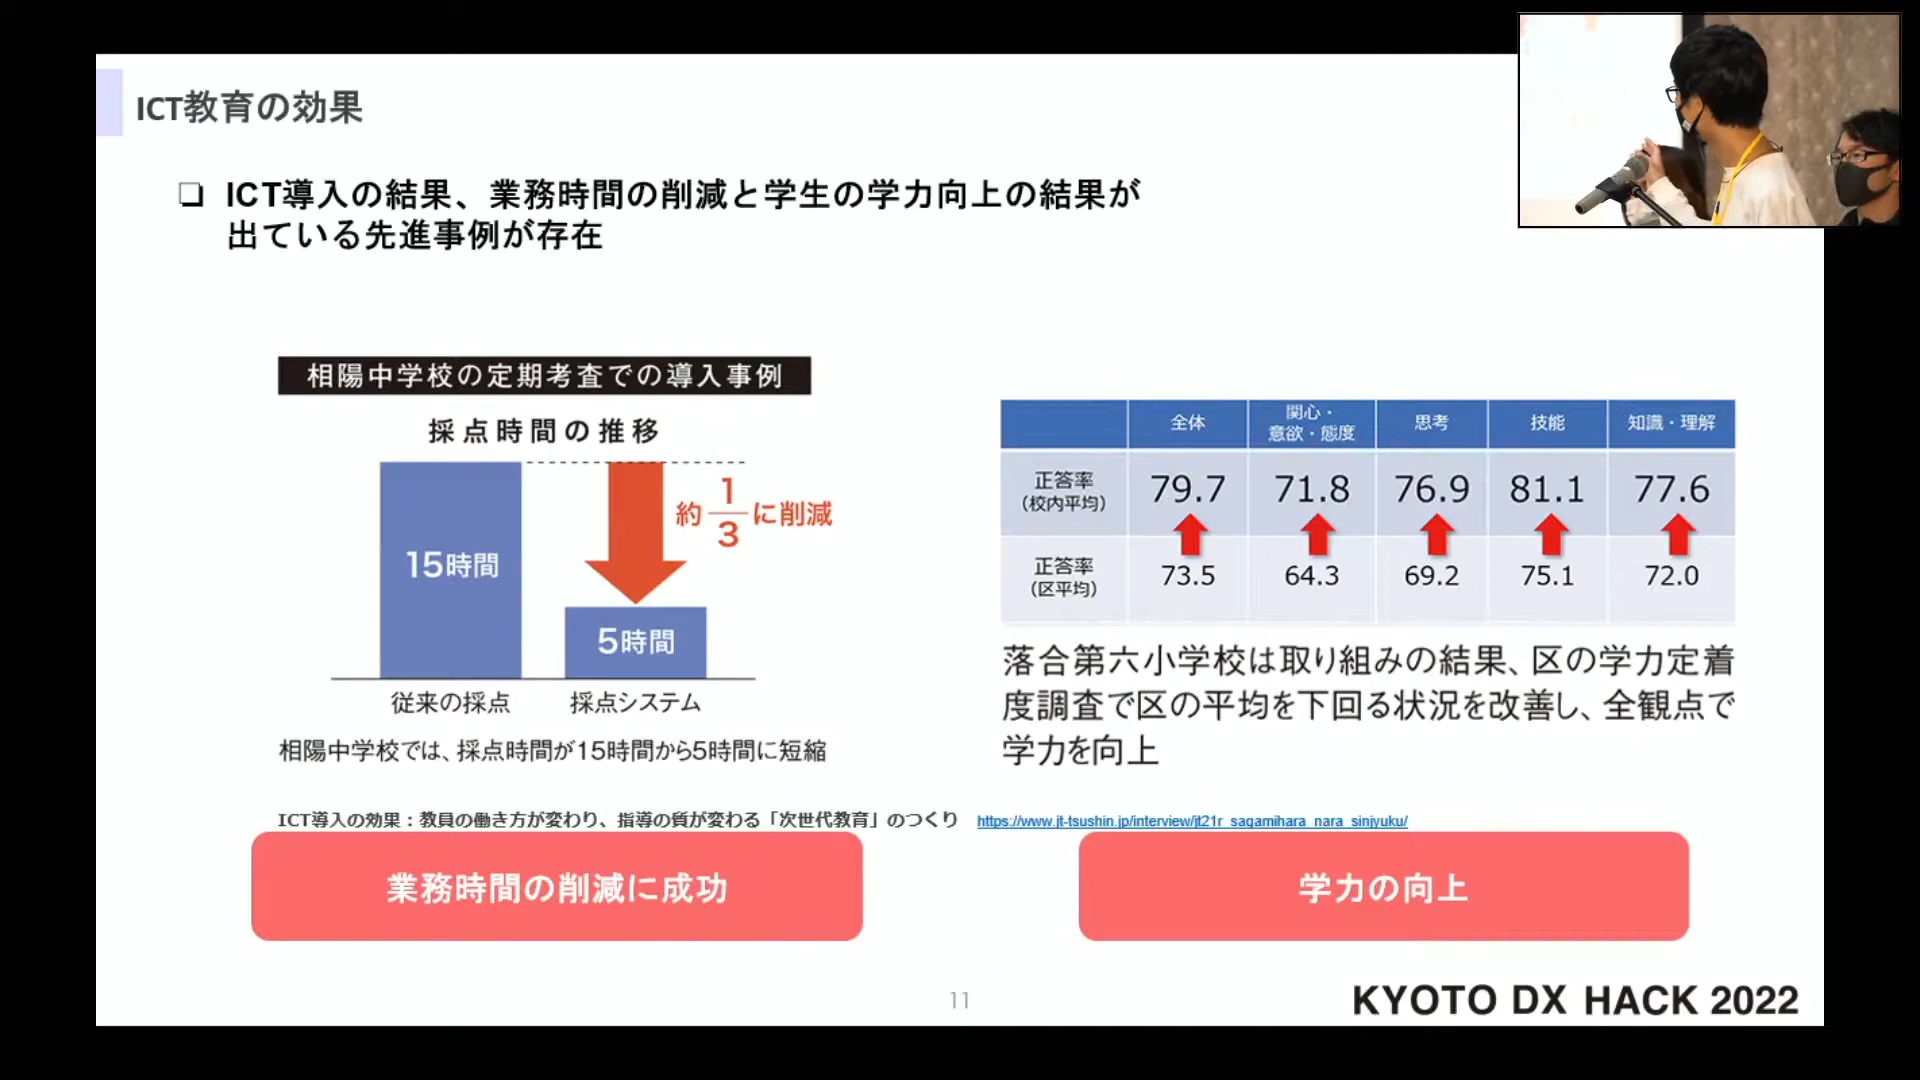 ICT教育の効果
❏ ICT導入の結果、業務時間の削減と学生の学力向上の結果が
出ている先進事例が存在
相陽中学校の定期考査での導入事例
採点時間の推移
15時間
約1/3に削減
5時間
従来の採点 採点システム
相陽中学校では、採点時間が15時間から5時間に短縮
全体 関心・意欲・態度 思考 技能 知識・理解
正答率(校内平均) 79.7 71.8 76.9 81.1 77.6
正答率(区平均) 73.5 64.3 69.2 75.1 72.0
落合第六小学校は取り組みの結果、区の学力定着
度調査で区の平均を下回る状況を改善し、全観点で
学力を向上
ICT導入の効果：教員の働き方が変わり、指導の質が変わる「次世代教育」のつくり https://www.jt-tsushin.jp/interview/jt21r_sagamihara_nara_sinjyuku/
業務時間の削減に成功
学力の向上
11
KYOTO DX HACK 2022